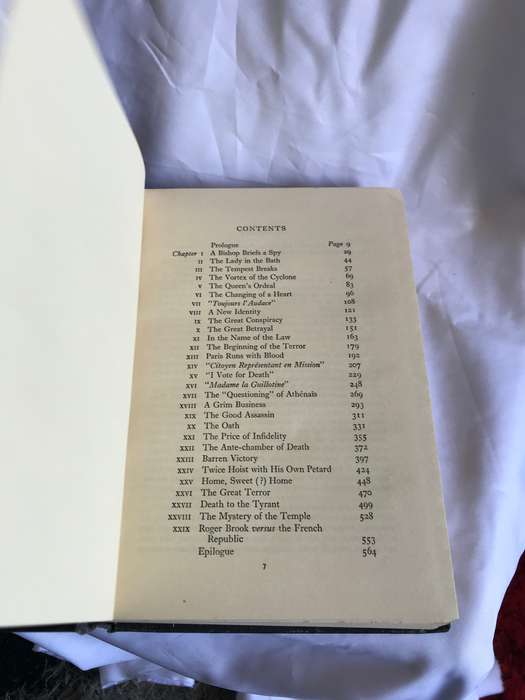 CONTENTS
Prologue Page 9
Chapter I A Bishop Briefs a Spy 29
II The Lady in the Bath 44
III The Tempest Breaks 57
IV The Vortex of the Cyclone 69
V The Queen's Ordeal 83
VI The Changing of a Heart 96
VII "Toujours l'Audace" 108
VIII A New Identity 121
IX The Great Conspiracy 133
X The Great Betrayal 151
XI In the Name of the Law 163
XII The Beginning of the Terror 179
XIII Paris Runs with Blood 192
XIV "Citoyen Représentant en Mission" 207
XV "I Vote for Death" 229
XVI "Madame la Guillotine" 248
XVII The "Questioning" of Athénaïs 269
XVIII A Grim Business 293
XIX The Good Assassin 311
XX The Oath 331
XXI The Price of Infidelity 355
XXII The Ante-chamber of Death 372
XXIII Barren Victory 397
XXIV Twice Hoist with His Own Petard 424
XXV Home, Sweet (?) Home 448
XXVI The Great Terror 470
XXVII Death to the Tyrant 499
XXVIII The Mystery of the Temple 528
XXIX Roger Brook versus the French
Republic 553
Epilogue 564
7